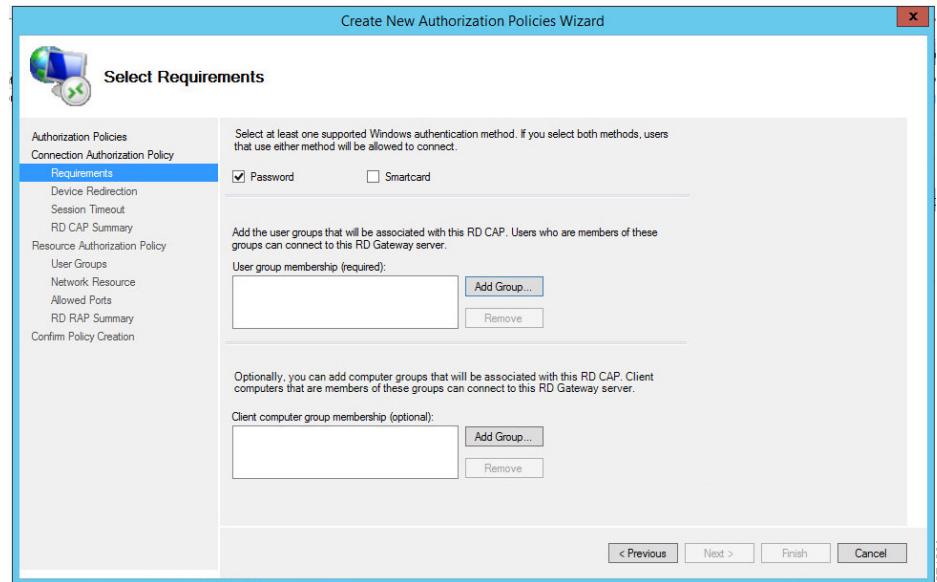 Create New Authorization Policies Wizard
x
Select Requirements
Authorization Policies
Connection Authorization Policy
Requirements
Device Redirection
Session Timeout
RD CAP Summary
Resource Authorization Policy
User Groups
Network Resource
Allowed Ports
RD RAP Summary
Confirm Policy Creation
Select at least one supported Windows authentication method. If you select both methods, users
that use either method will be allowed to connect.
Password Smartcard
Add the user groups that will be associated with this RD CAP. Users who are members of these
groups can connect to this RD Gateway server.
User group membership (required):
Add Group...
Remove
Optionally, you can add computer groups that will be associated with this RD CAP. Client
computers that are members of these groups can connect to this RD Gateway server.
Client computer group membership (optional):
Add Group...
Remove
< Previous Next > Finish Cancel